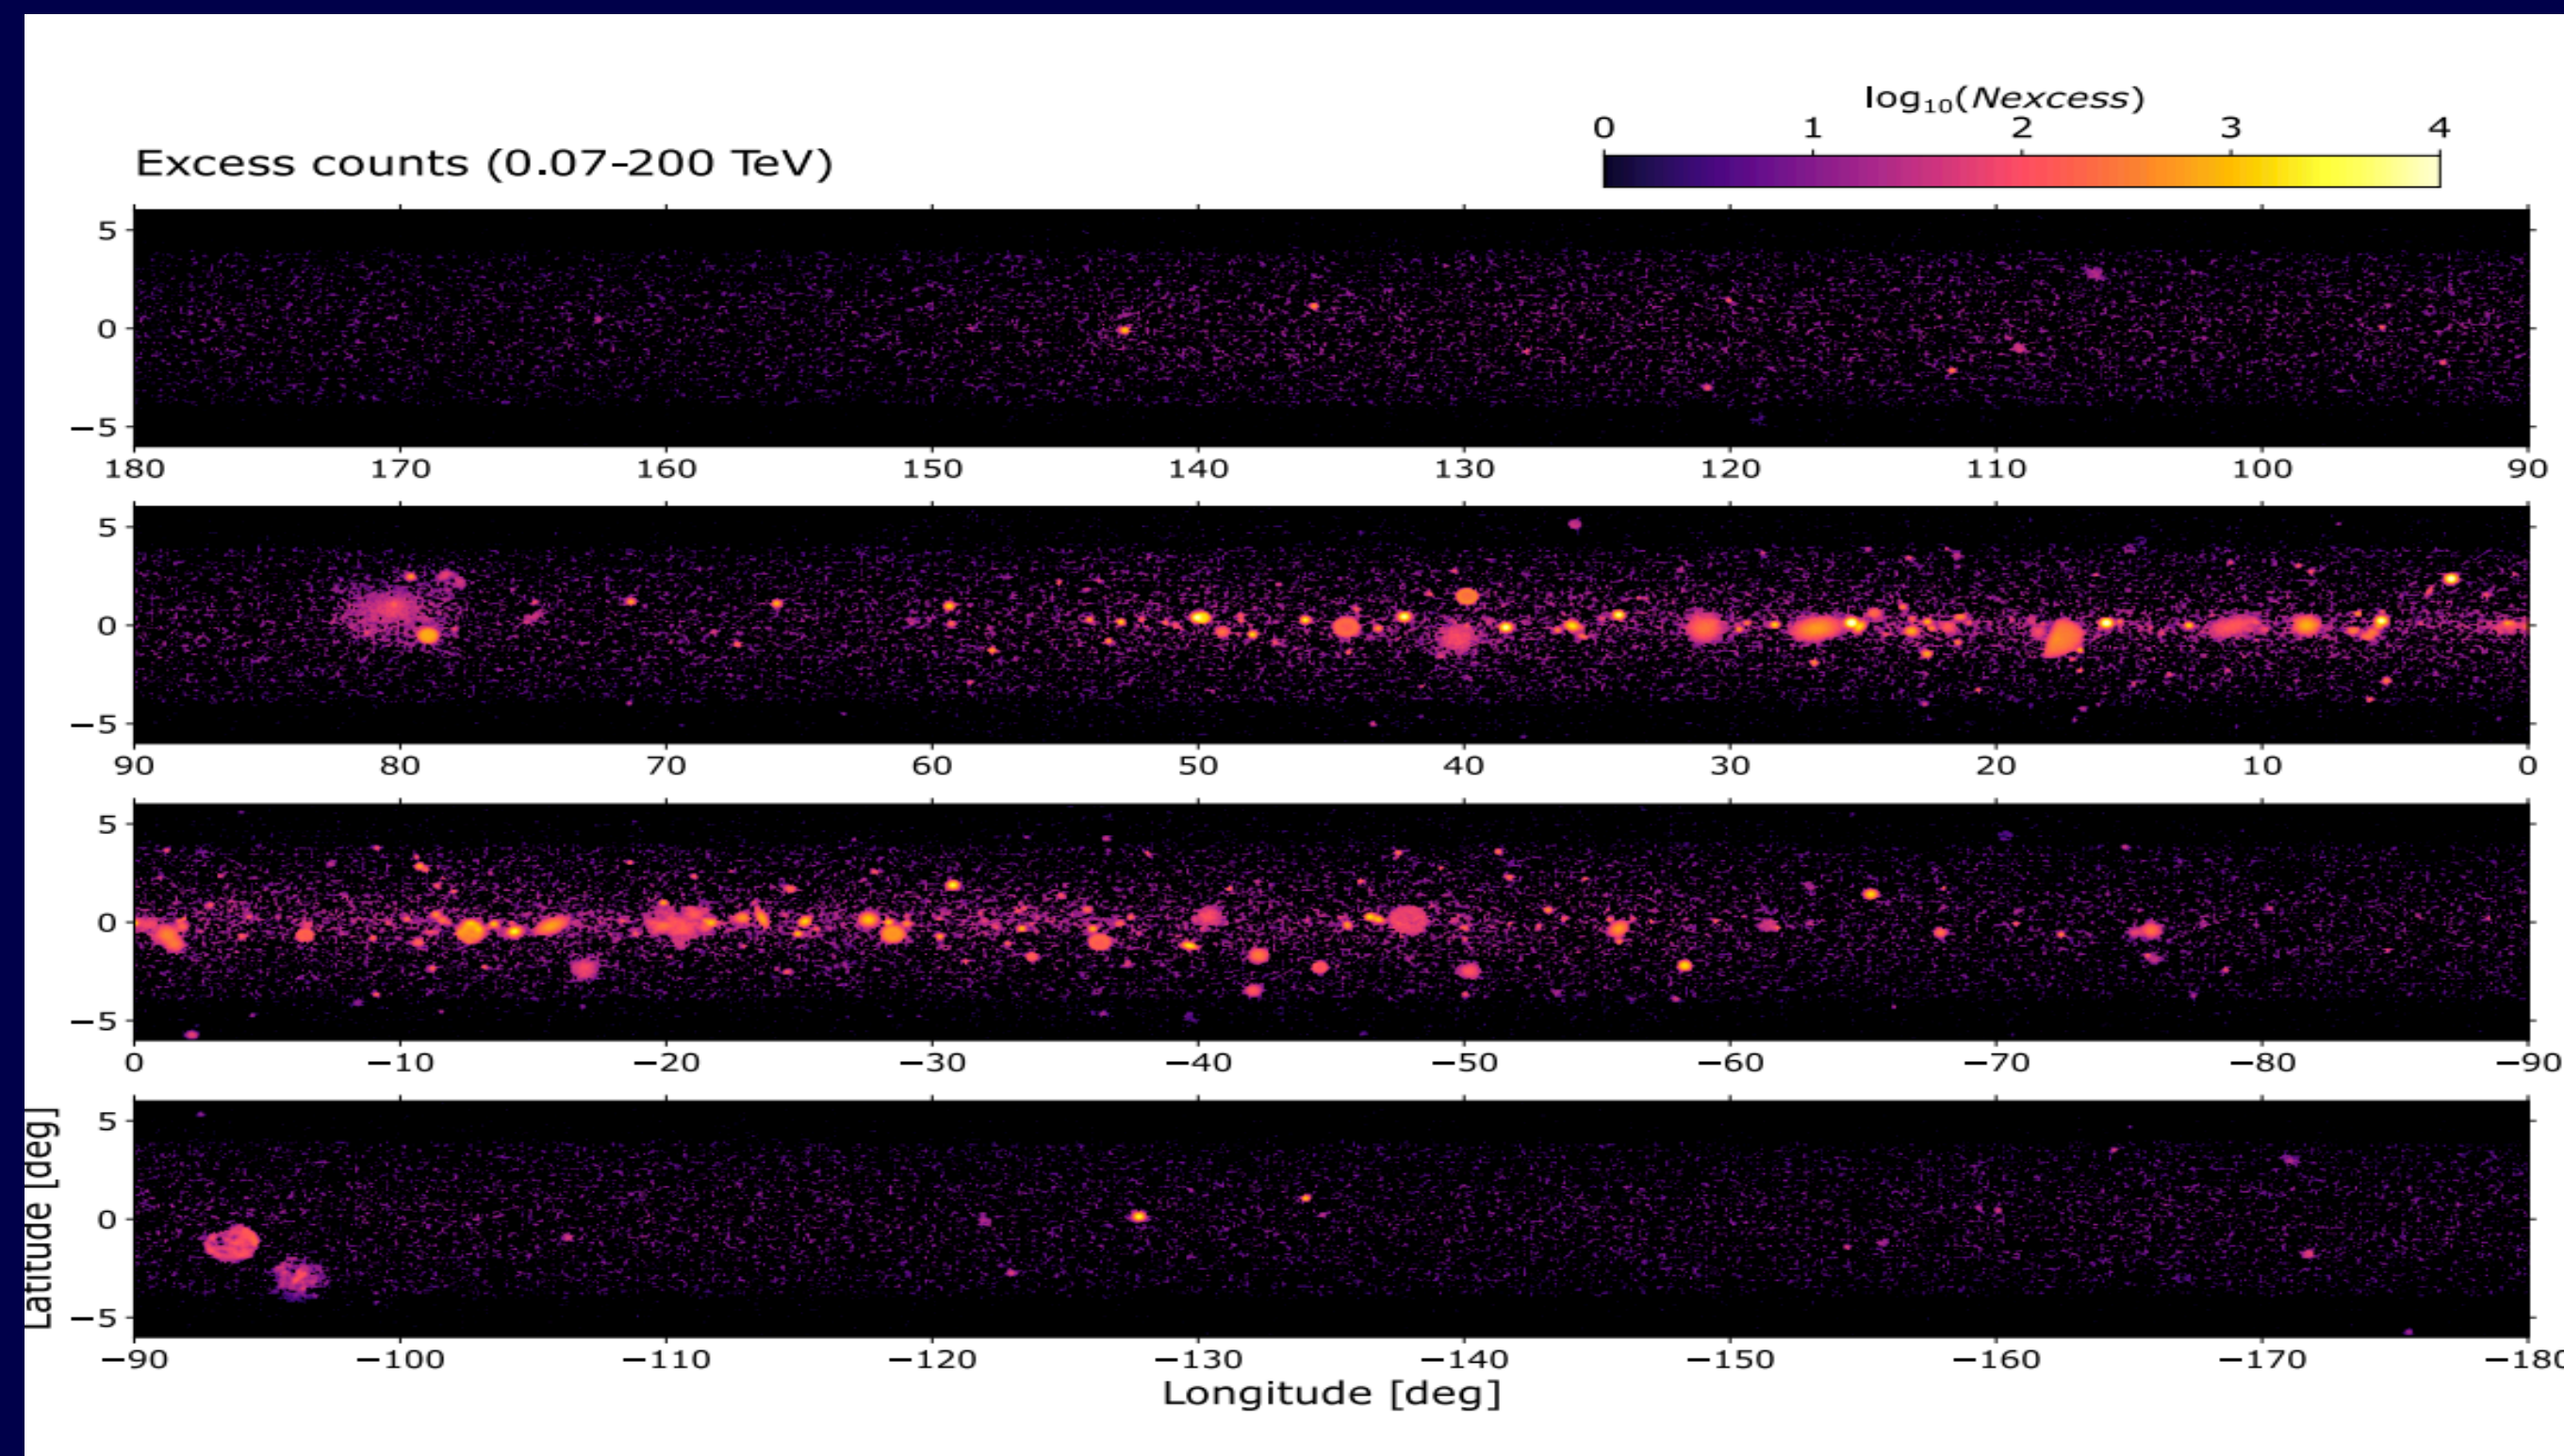 log₁₀(Nexcess)
0 1 2 3 4
Excess counts (0.07-200 TeV)
5
0
−5
180 170 160 150 140 130 120 110 100 90
5
0
−5
90 80 70 60 50 40 30 20 10 0
5
0
−5
0 −10 −20 −30 −40 −50 −60 −70 −80 −90
Latitude [deg]
5
0
−5
−90 −100 −110 −120 −130 −140 −150 −160 −170 −180
Longitude [deg]